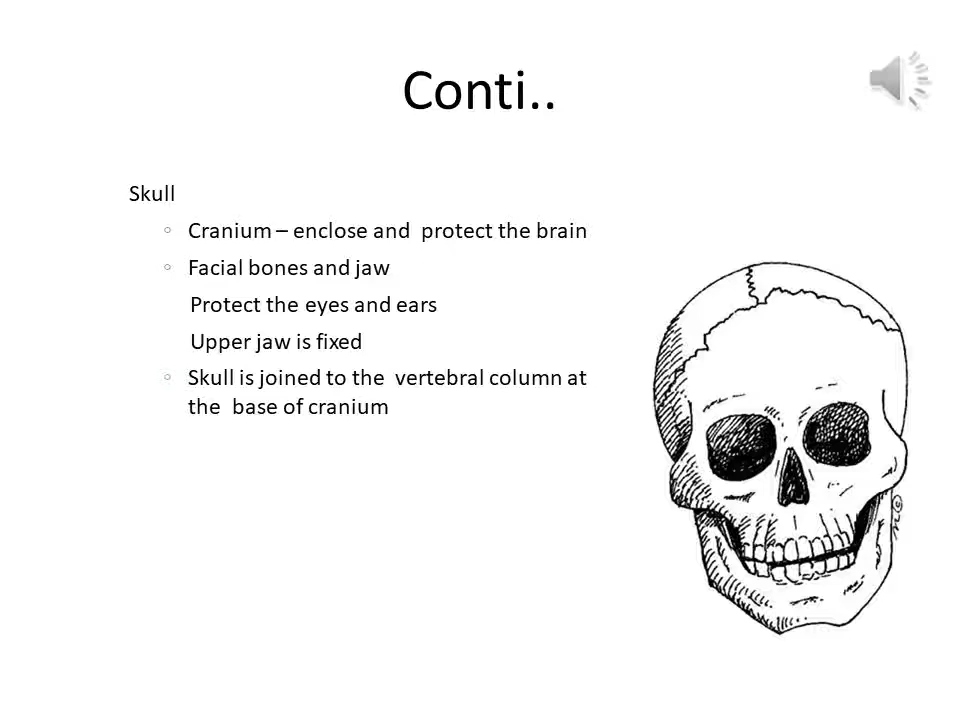 Conti..
Skull
◦ Cranium – enclose and protect the brain
◦ Facial bones and jaw
Protect the eyes and ears
Upper jaw is fixed
◦ Skull is joined to the vertebral column at
the base of cranium